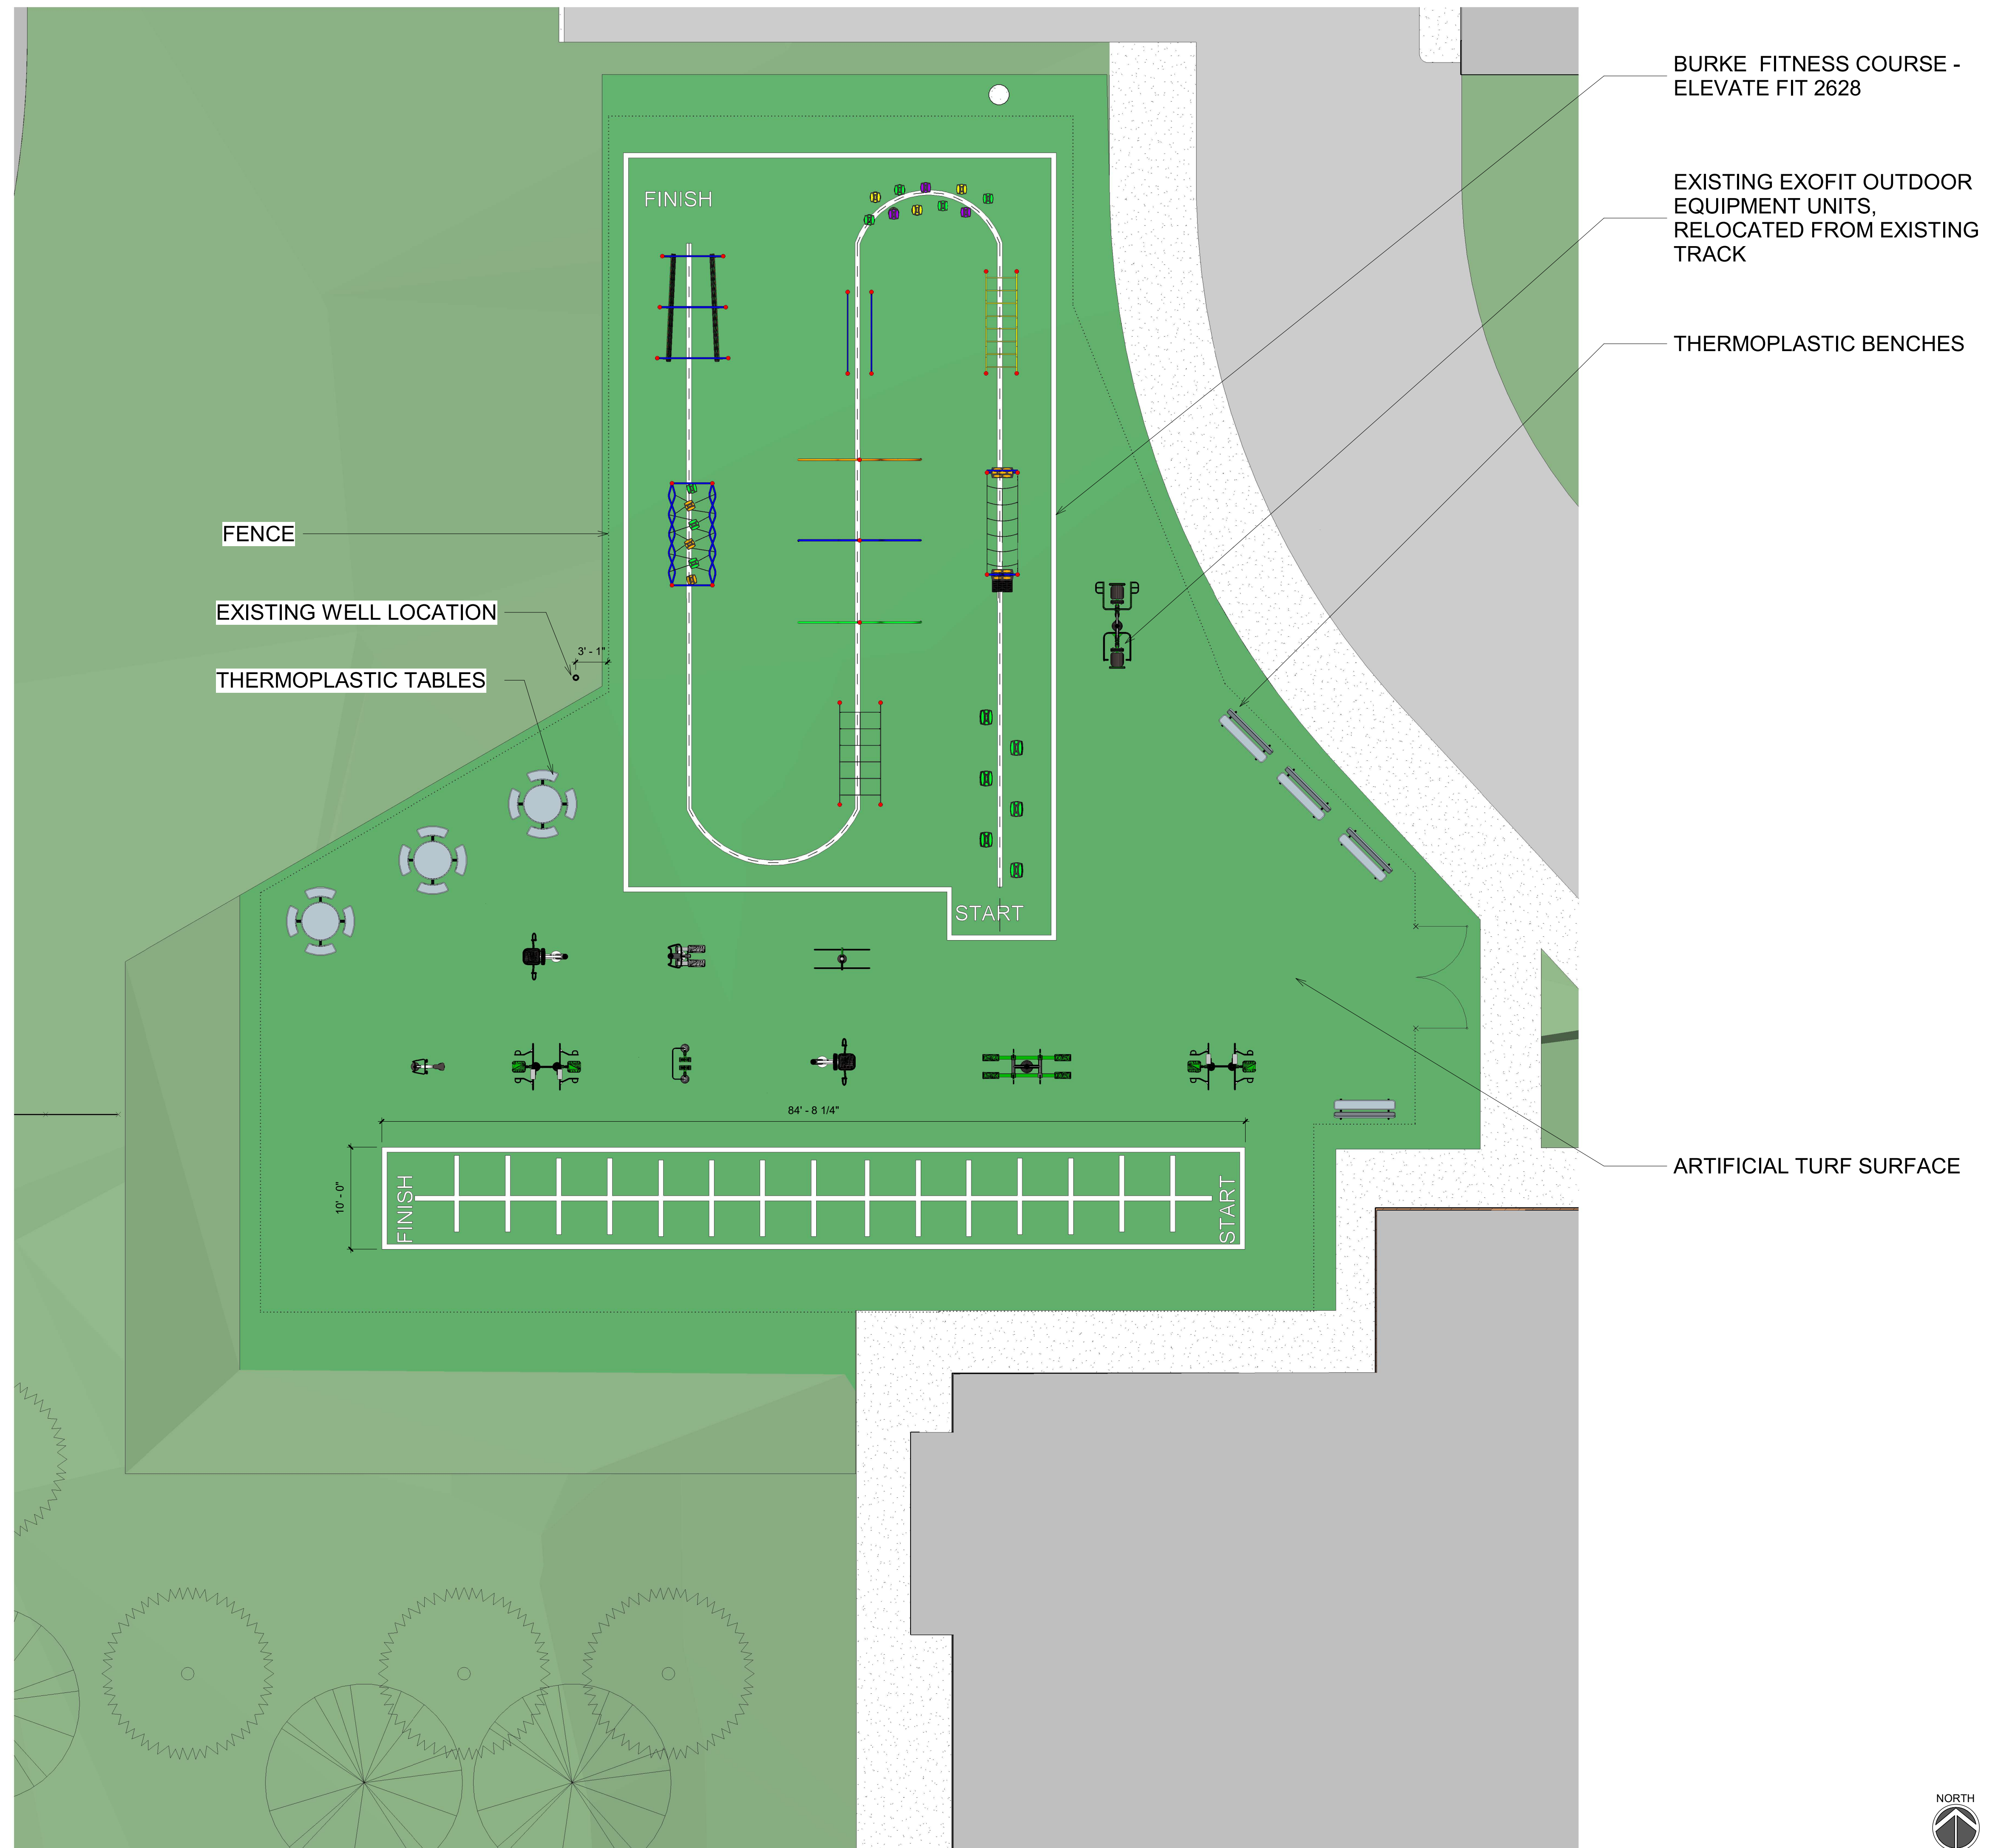 BURKE  FITNESS COURSE -
ELEVATE FIT 2628
EXISTING EXOFIT OUTDOOR
EQUIPMENT UNITS,
RELOCATED FROM EXISTING
TRACK
THERMOPLASTIC BENCHES
FINISH
FENCE
EXISTING WELL LOCATION
3' - 1"
THERMOPLASTIC TABLES
START
84' - 8 1/4"
10' - 0"
FINISH
START
ARTIFICIAL TURF SURFACE
NORTH